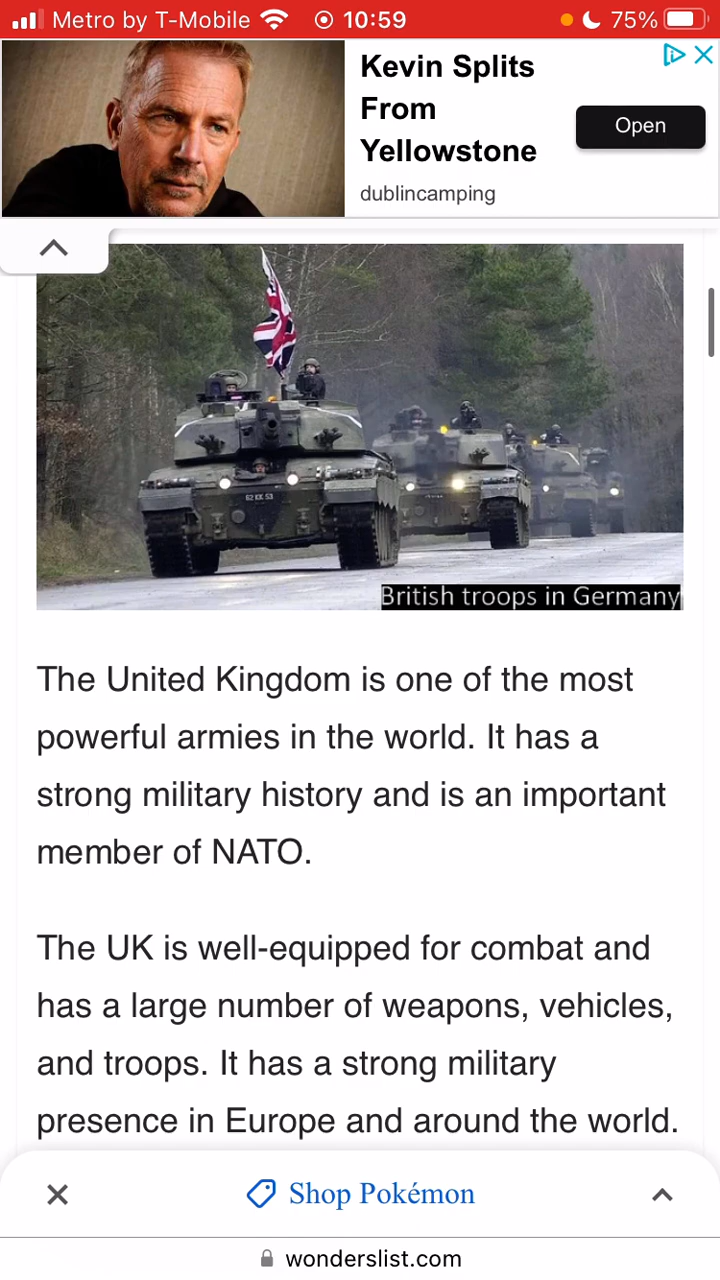 Metro by T-Mobile 10:59 75%
Kevin Splits
From
Yellowstone
dublincamping
Open
62 KK 53
British troops in Germany
The United Kingdom is one of the most
powerful armies in the world. It has a
strong military history and is an important
member of NATO.
The UK is well-equipped for combat and
has a large number of weapons, vehicles,
and troops. It has a strong military
presence in Europe and around the world.
Shop Pokémon
wonderslist.com